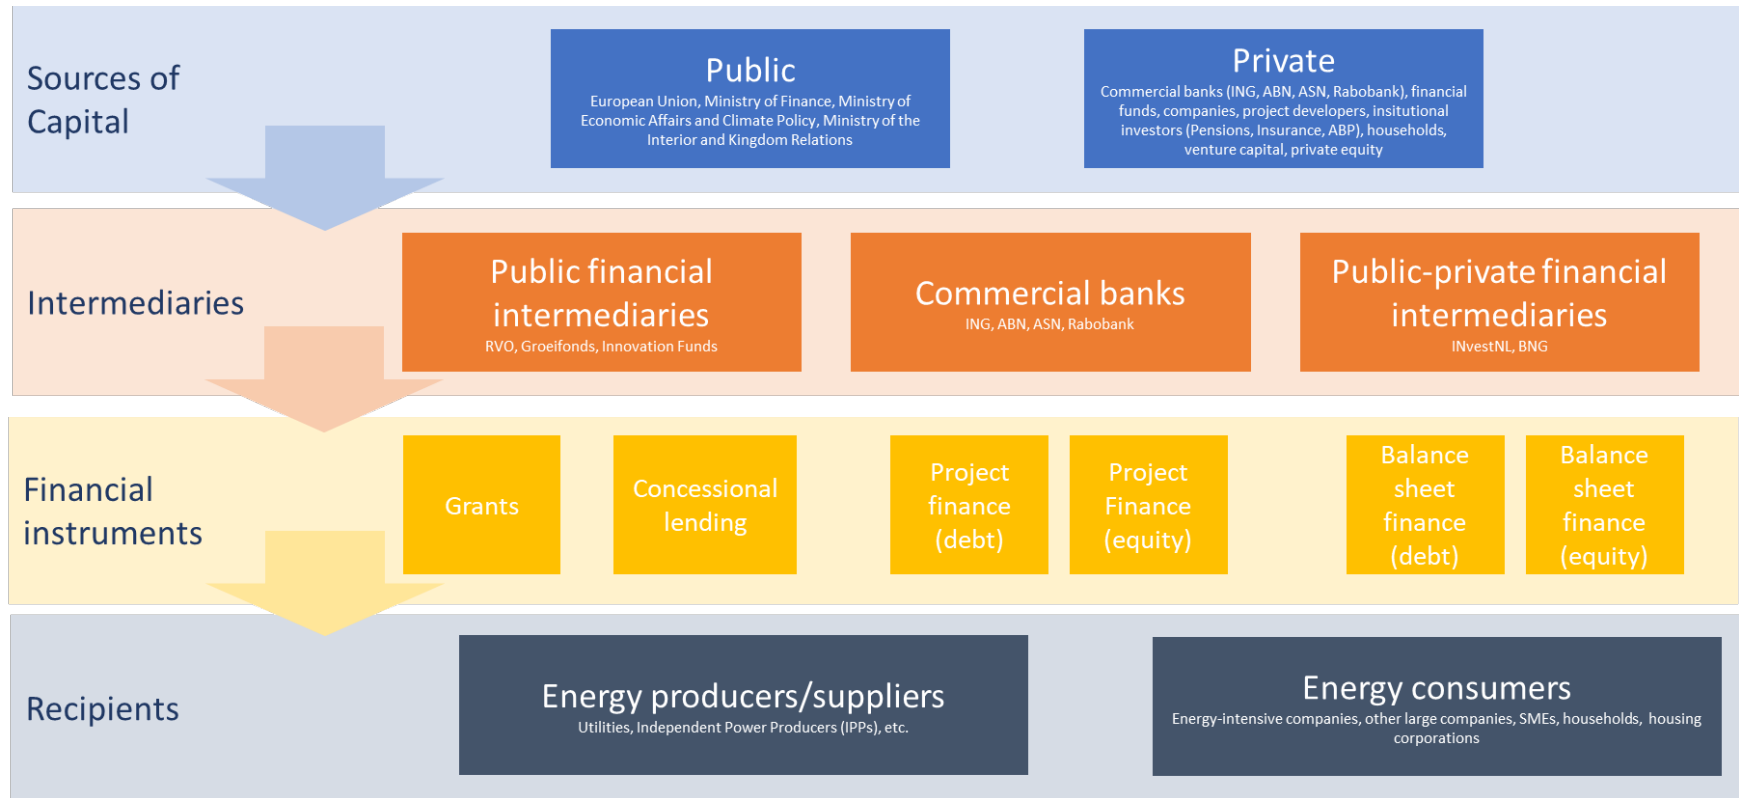 Sources of
Capital
Public
European Union, Ministry of Finance, Ministry of
Economic Affairs and Climate Policy, Ministry of the
Interior and Kingdom Relations
Private
Commercial banks (ING, ABN, ASN, Rabobank), financial
funds, companies, project developers, insitutional
investors (Pensions, Insurance, ABP), households,
venture capital, private equity
Intermediaries
Public financial
intermediaries
RVO, Groeifonds, Innovation Funds
Commercial banks
ING, ABN, ASN, Rabobank
Public-private financial
intermediaries
INvestNL, BNG
Financial
instruments
Grants
Concessional
lending
Project
finance
(debt)
Project
Finance
(equity)
Balance
sheet
finance
(debt)
Balance
sheet
finance
(equity)
Recipients
Energy producers/suppliers
Utilities, Independent Power Producers (IPPs), etc.
Energy consumers
Energy-intensive companies, other large companies, SMEs, households, housing
corporations